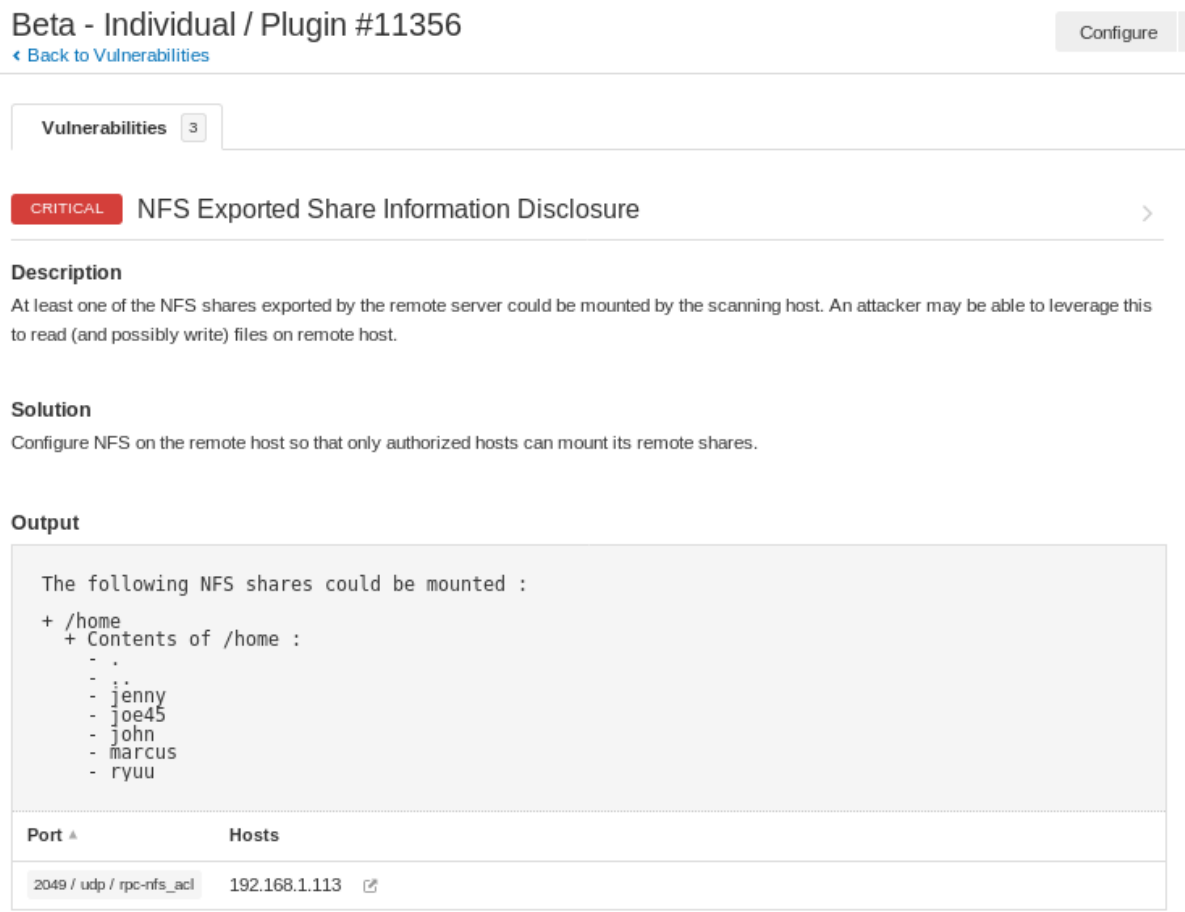 Beta - Individual / Plugin #11356
Configure
Back to Vulnerabilities
Vulnerabilities 3
CRITICAL NFS Exported Share Information Disclosure
Description
At least one of the NFS shares exported by the remote server could be mounted by the scanning host. An attacker may be able to leverage this
to read (and possibly write) files on remote host.
Solution
Configure NFS on the remote host so that only authorized hosts can mount its remote shares.
Output
The following NFS shares could be mounted :
+ /home
+ Contents of /home :
- .
- ..
- jenny
- joe45
- john
- marcus
- ryuu
Port Hosts
2049 / udp / rpc-nfs_acl 192.168.1.113